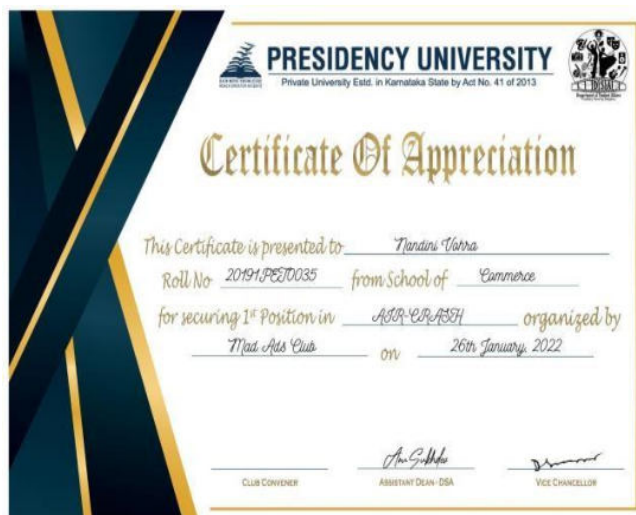 PRESIDENCY UNIVERSITY
Private University Estd. in Karnataka State by Act No. 41 of 2013
Certificate Of Appreciation
This Certificate is presented to Nandini Vohra
Roll No 20191PET0035 from School of Commerce
for securing 1st Position in AIR-CRASH organized by
Mad Ads Club on 26th January, 2022
CLUB CONVENER
ASSISTANT DEAN - DSA
VICE CHANCELLOR